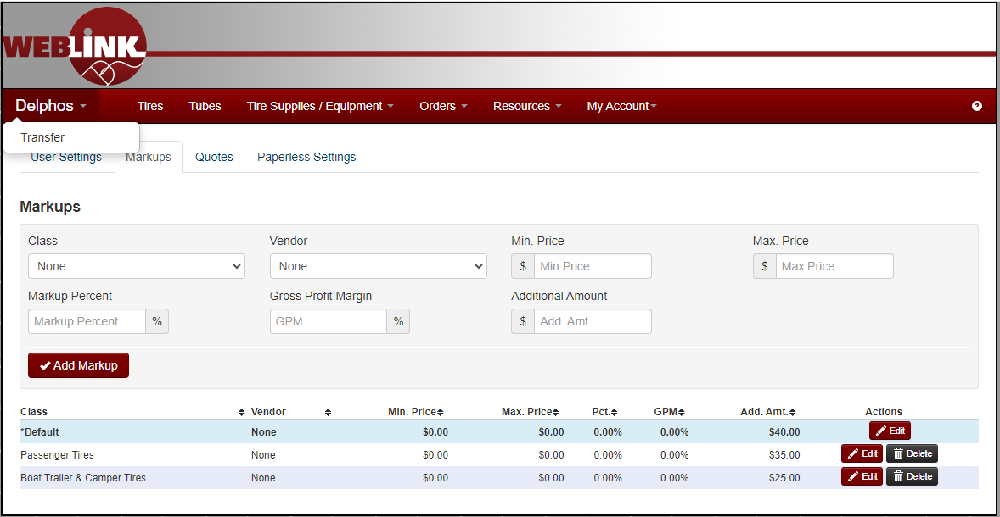 WEBLINK
Delphos Tires Tubes Tire Supplies / Equipment Orders Resources My Account ?
Transfer
User Settings Markups Quotes Paperless Settings
Markups
Class Vendor Min. Price Max. Price
None None $ Min Price $ Max Price
Markup Percent Gross Profit Margin Additional Amount
Markup Percent % GPM % $ Add. Amt.
Add Markup
Class Vendor Min. Price Max. Price Pct. GPM Add. Amt. Actions
*Default None $0.00 $0.00 0.00% 0.00% $40.00 Edit
Passenger Tires None $0.00 $0.00 0.00% 0.00% $35.00 Edit Delete
Boat Trailer & Camper Tires None $0.00 $0.00 0.00% 0.00% $25.00 Edit Delete